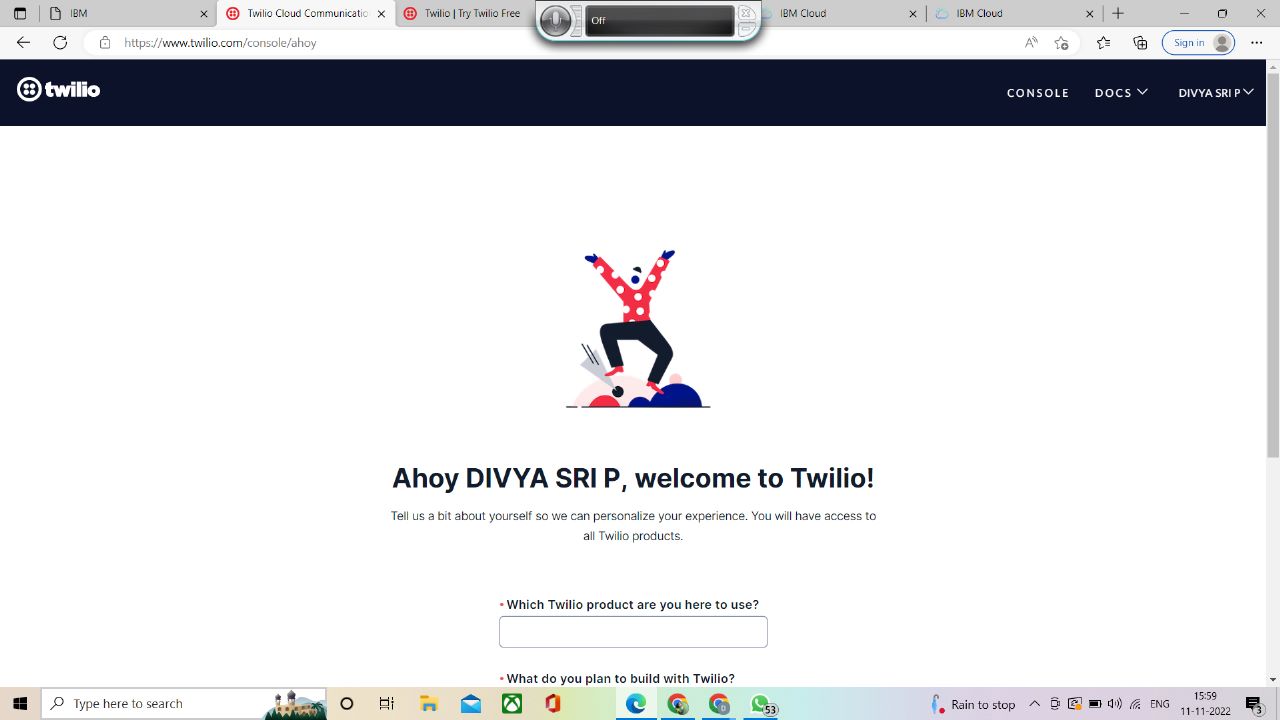 IBM
Twilio Cloud Communicatio
Twilio | Try Twilio Free
Off
IBM Cloud
https://www.twilio.com/console/ahoy
Sign in
twilio
CONSOLE
DOCS
DIVYA SRI P
Ahoy DIVYA SRI P, welcome to Twilio!
Tell us a bit about yourself so we can personalize your experience. You will have access to
all Twilio products.
• Which Twilio product are you here to use?
• What do you plan to build with Twilio?
Type here to search
53
Rain to stop
ENG
15:59
11-11-2022
3